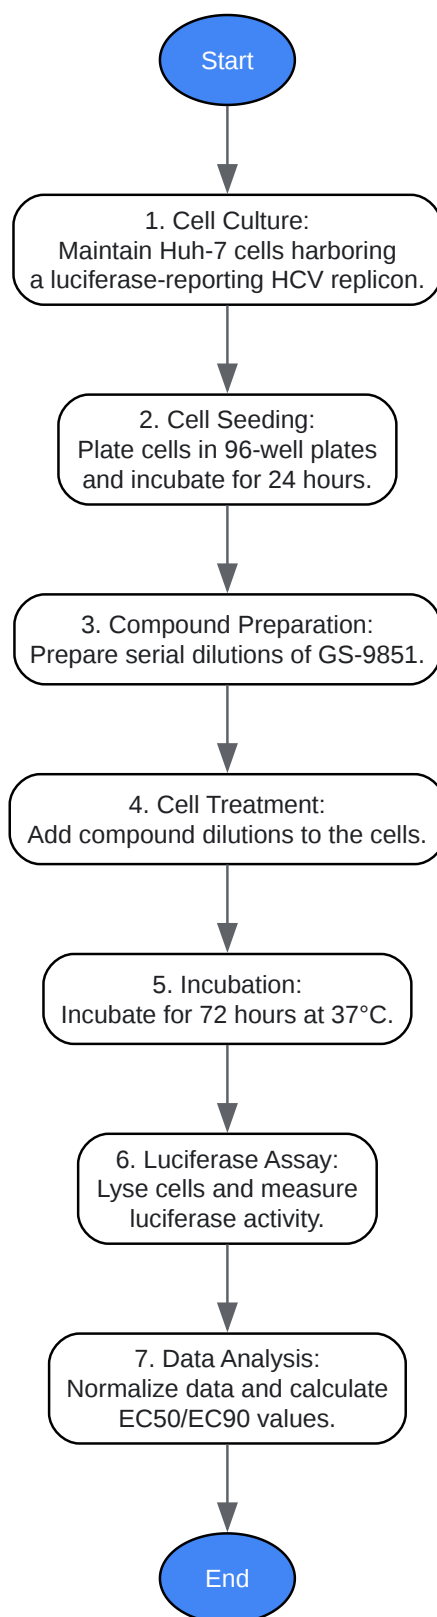 Start
1. Cell Culture:
Maintain Huh-7 cells harboring
a luciferase-reporting HCV replicon.
2. Cell Seeding:
Plate cells in 96-well plates
and incubate for 24 hours.
3. Compound Preparation:
Prepare serial dilutions of GS-9851.
4. Cell Treatment:
Add compound dilutions to the cells.
5. Incubation:
Incubate for 72 hours at 37°C.
6. Luciferase Assay:
Lyse cells and measure
luciferase activity.
7. Data Analysis:
Normalize data and calculate
EC50/EC90 values.
End